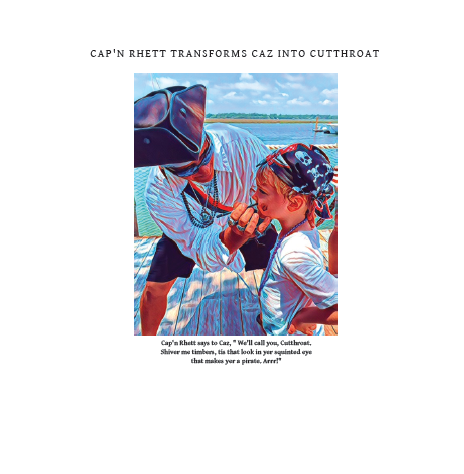 CAP'N RHETT TRANSFORMS CAZ INTO CUTTHROAT
Cap'n Rhett says to Caz, " We'll call you, Cutthroat.
Shiver me timbers, tis that look in yer squinted eye
that makes yer a pirate. Arrr!"